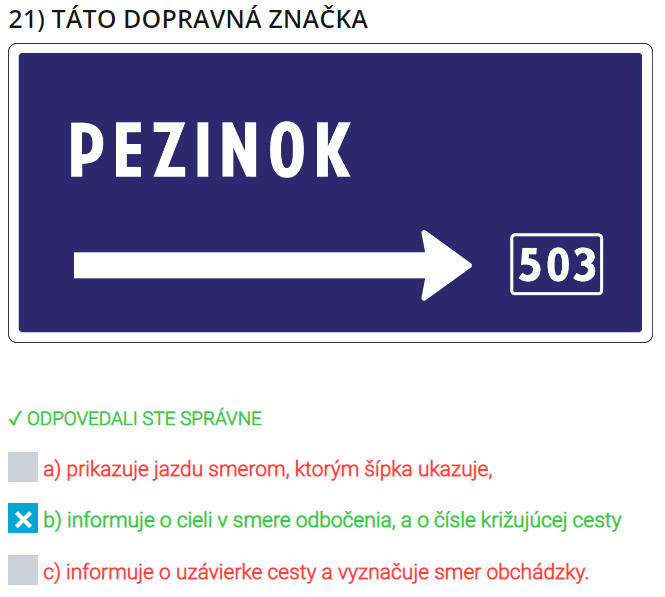 21) TÁTO DOPRAVNÁ ZNAČKA
PEZINOK
503
✓ ODPOVEDALI STE SPRÁVNE
a) prikazuje jazdu smerom, ktorým šípka ukazuje,
b) informuje o cieli v smere odbočenia, a o čísle križujúcej cesty
c) informuje o uzávierke cesty a vyznačuje smer obchádzky.